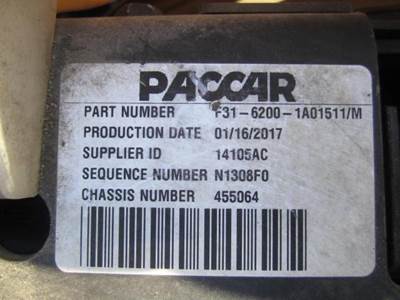 PACCAR
PART NUMBER F31-6200-1A01511/M
PRODUCTION DATE 01/16/2017
SUPPLIER ID 14105AC
SEQUENCE NUMBER N1308F0
CHASSIS NUMBER 455064